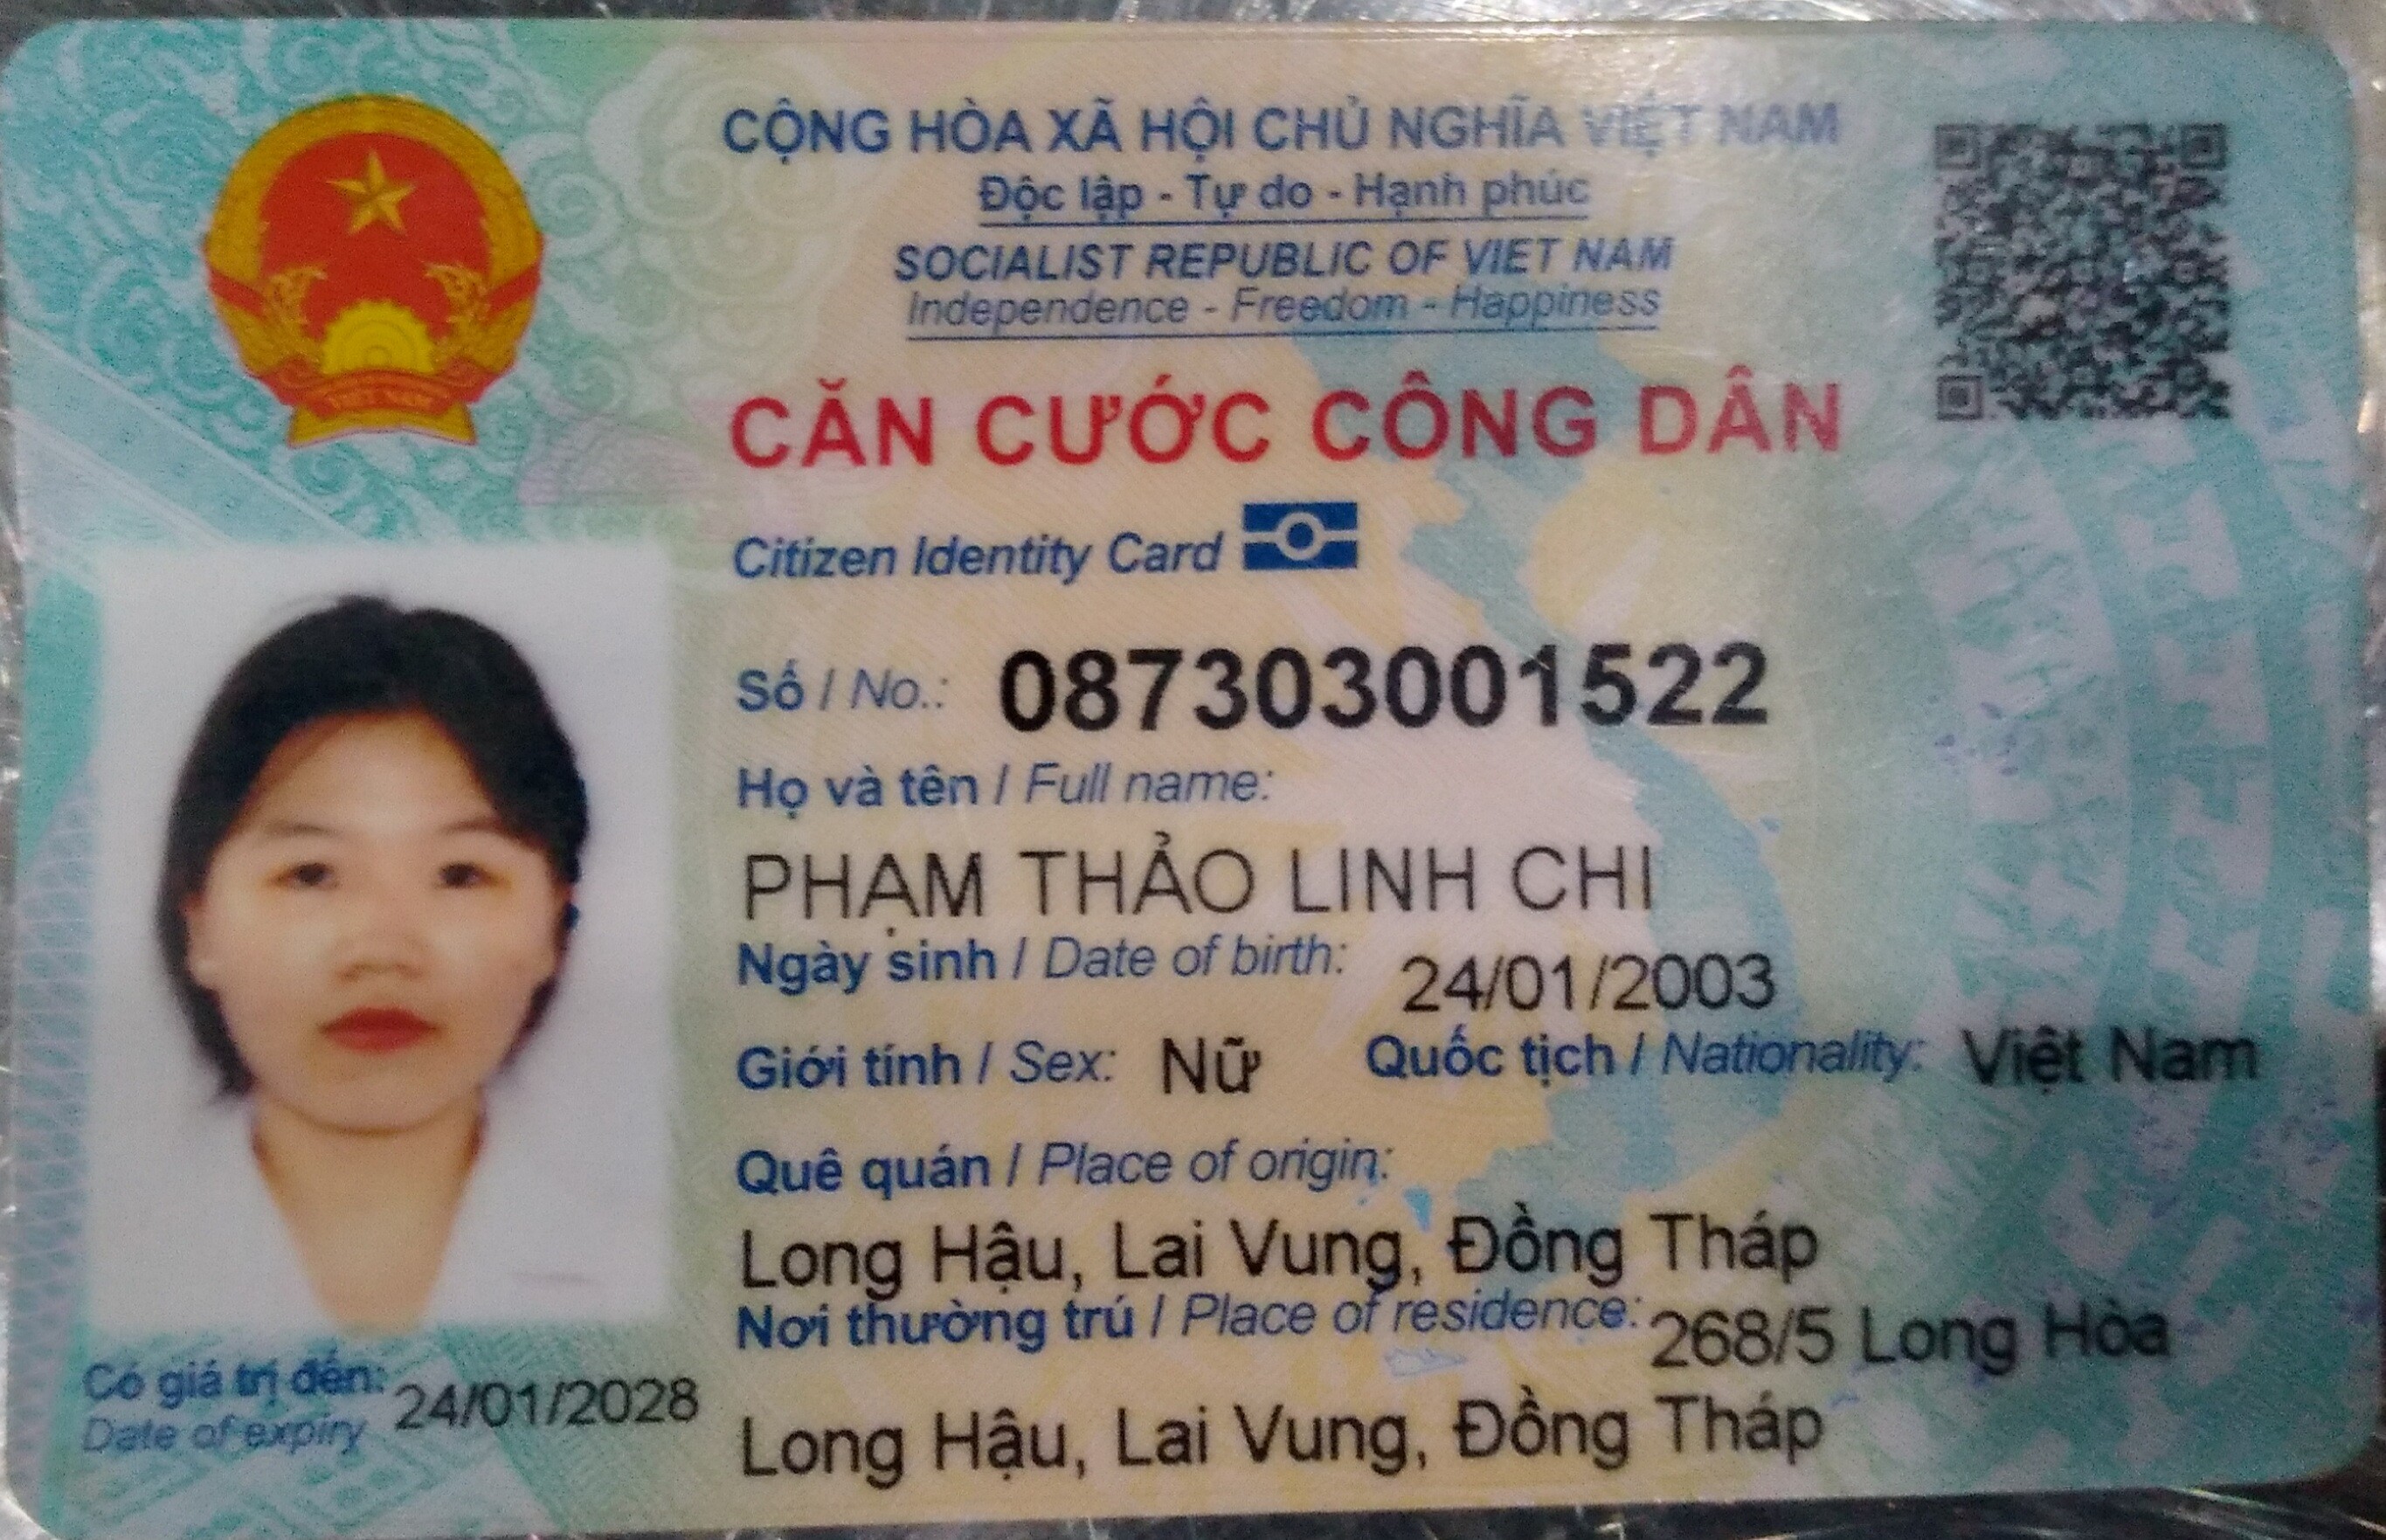 CỘNG HÒA XÃ HỘI CHỦ NGHĨA VIỆT NAM
Độc lập - Tự do - Hạnh phúc
SOCIALIST REPUBLIC OF VIET NAM
Independence - Freedom - Happiness
VIỆT NAM
CĂN CƯỚC CÔNG DÂN
Citizen Identity Card
Số / No.: 087303001522
Họ và tên / Full name:
PHẠM THẢO LINH CHI
Ngày sinh / Date of birth: 24/01/2003
Giới tính / Sex: Nữ Quốc tịch / Nationality: Việt Nam
Quê quán / Place of origin:
Long Hậu, Lai Vung, Đồng Tháp
Nơi thường trú / Place of residence: 268/5 Long Hòa
Long Hậu, Lai Vung, Đồng Tháp
Có giá trị đến: 24/01/2028
Date of expiry